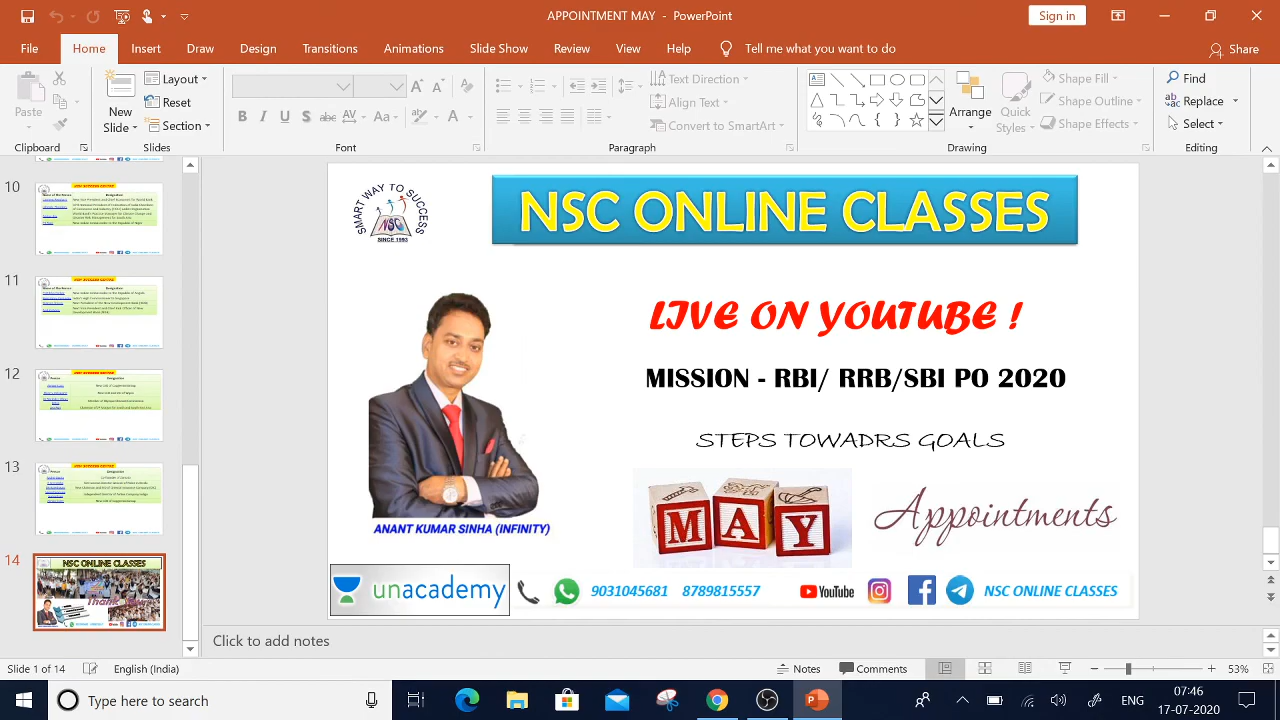 APPOINTMENT MAY - PowerPoint
Sign in
File Home Insert Draw Design Transitions Animations Slide Show Review View Help Tell me what you want to do Share
Paste
Clipboard
New Slide
Layout
Reset
Section
Slides
B I U S abc AV Aa A
Font
Text Direction
Align Text
Convert to SmartArt
Paragraph
Arrange
Quick Styles
Shape Fill
Shape Outline
Shape Effects
Drawing
Find
Replace
Select
Editing
10
11
12
13
14
NSC ONLINE CLASSES
SMART WAY TO SUCCESS
SINCE 1993
NSC ONLINE CLASSES
LIVE ON YOUTUBE !
MISSION - RBI/ RRB/SBI PO 2020
STEPS TOWADRS GOALS
MAY
Appointments
ANANT KUMAR SINHA (INFINITY)
unacademy
9031045681 8789815557
YouTube
NSC ONLINE CLASSES
Click to add notes
Slide 1 of 14
English (India)
Notes
Comments
53%
Type here to search
ENG
07:46
17-07-2020